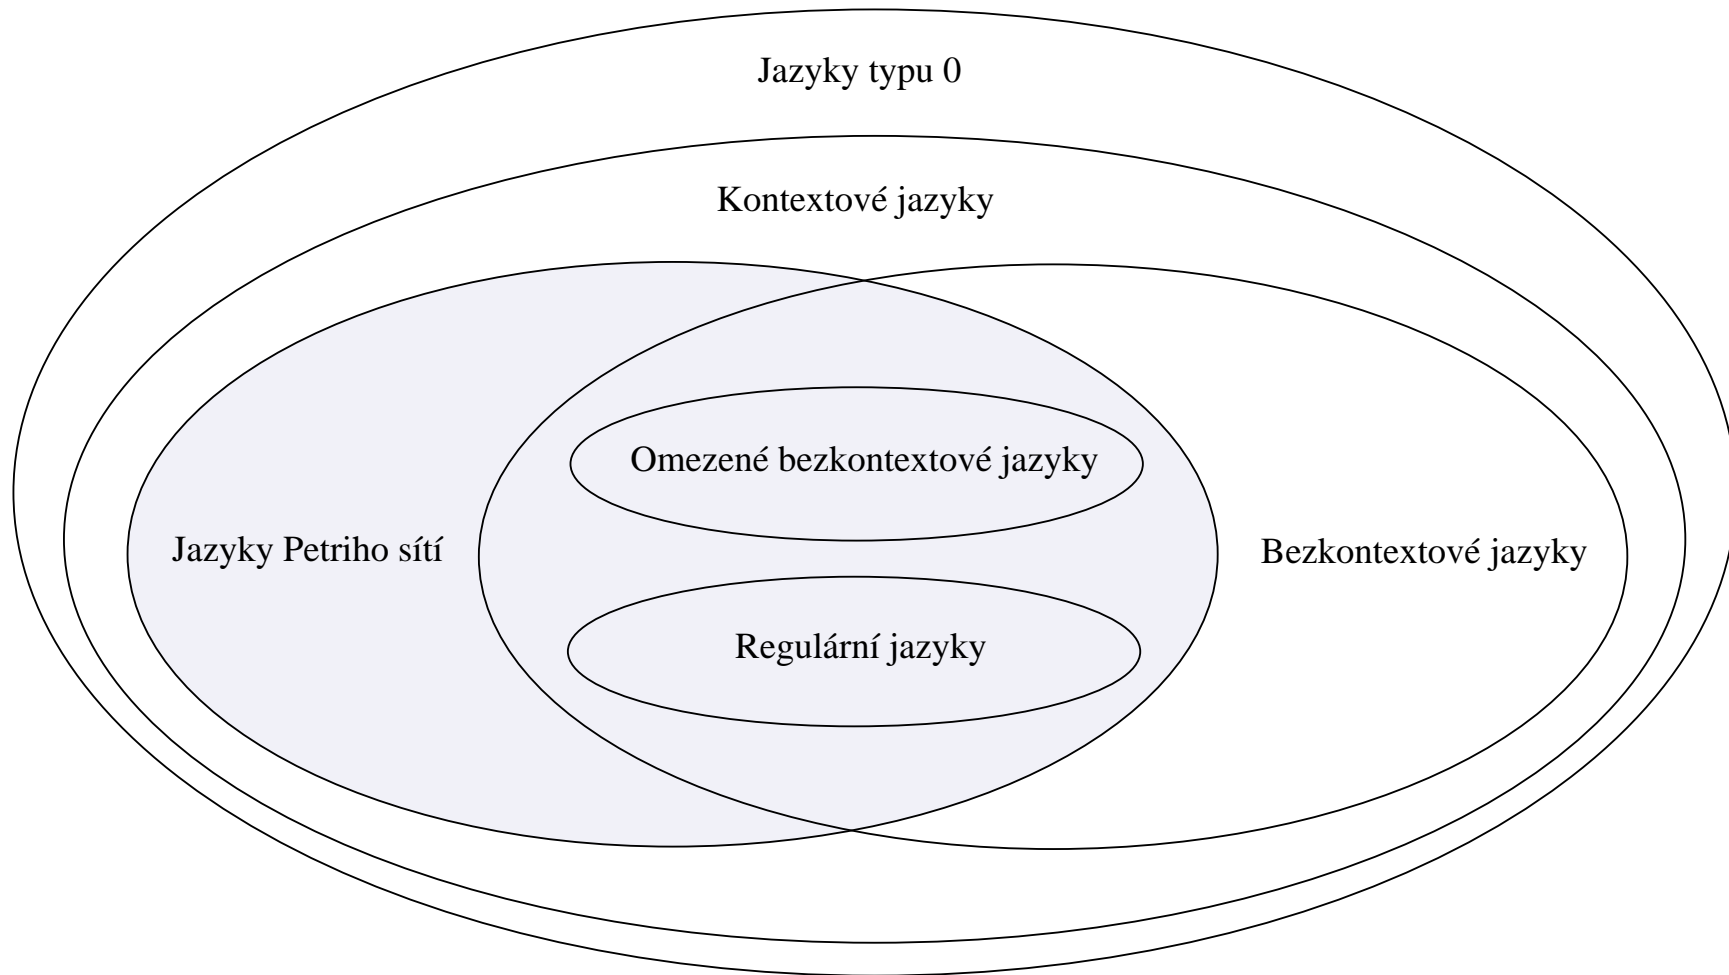 Jazyky typu 0
Kontextové jazyky
Omezené bezkontextové jazyky
Jazyky Petriho sítí
Bezkontextové jazyky
Regulární jazyky